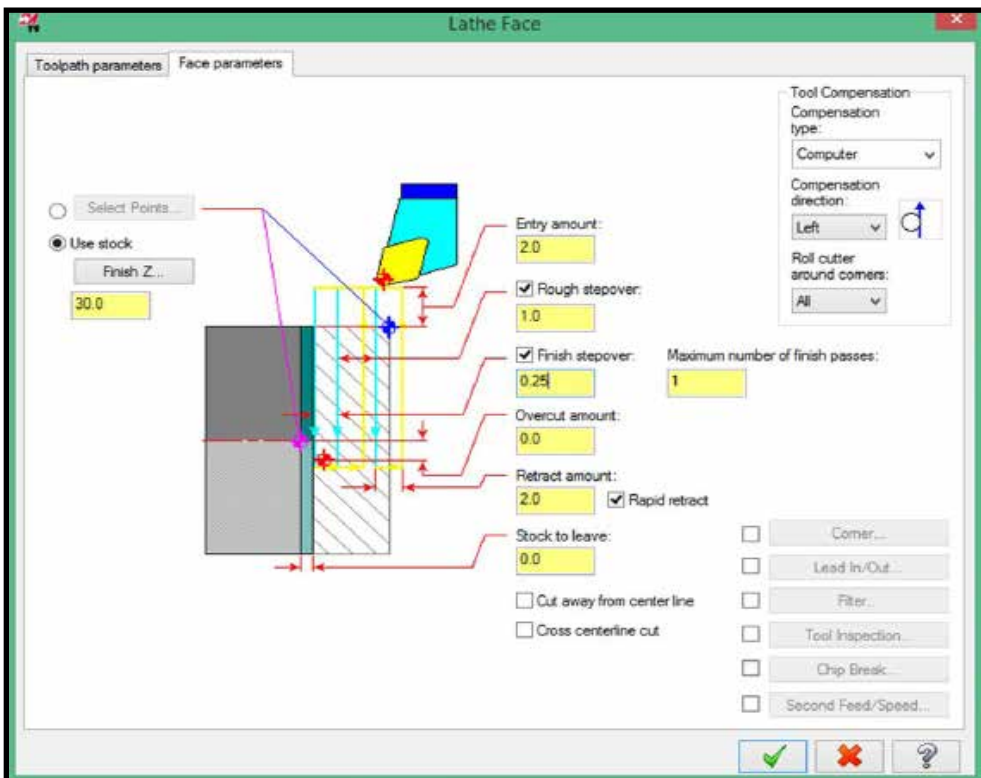 Lathe Face
Toolpath parameters
Face parameters
Select Points...
Use stock
Finish Z...
30.0
Entry amount:
2.0
Rough stepover:
1.0
Finish stepover:
0.25
Maximum number of finish passes:
1
Overcut amount:
0.0
Retract amount:
2.0
Rapid retract
Stock to leave:
0.0
Cut away from center line
Cross centerline cut
Tool Compensation
Compensation
type:
Computer
Compensation
direction:
Left
Roll cutter
around corners:
All
Corner...
Lead In/Out...
Filter...
Tool Inspection...
Chip Break...
Second Feed/Speed...